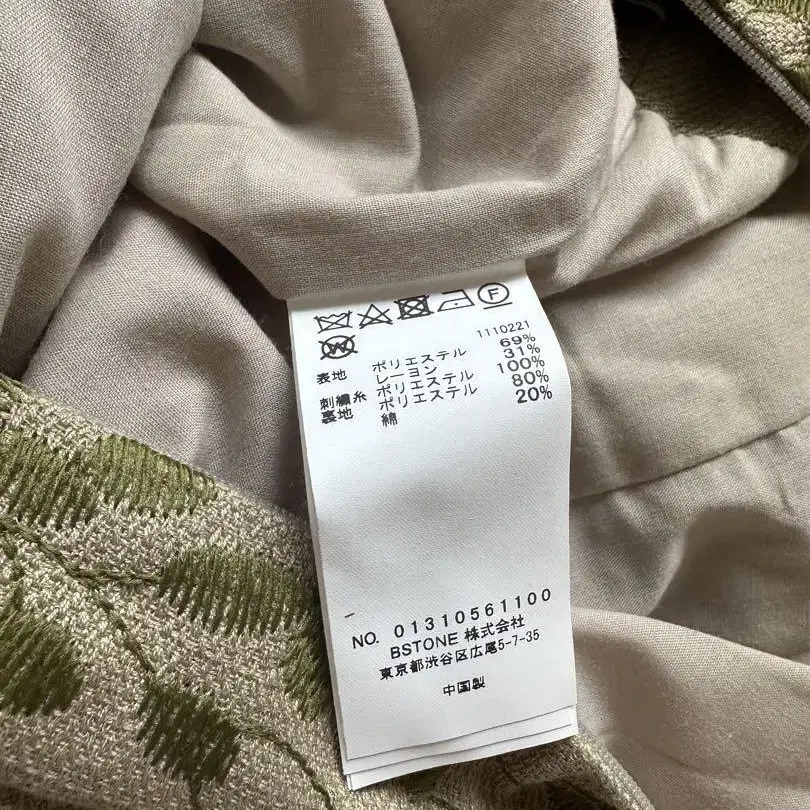 F
W
1110221
表地 ポリエステル 69%
レーヨン 31%
刺繍糸 ポリエステル 100%
裏地 ポリエステル 80%
綿 20%
NO. 01310561100
BSTONE 株式会社
東京都渋谷区広尾5-7-35
中国製